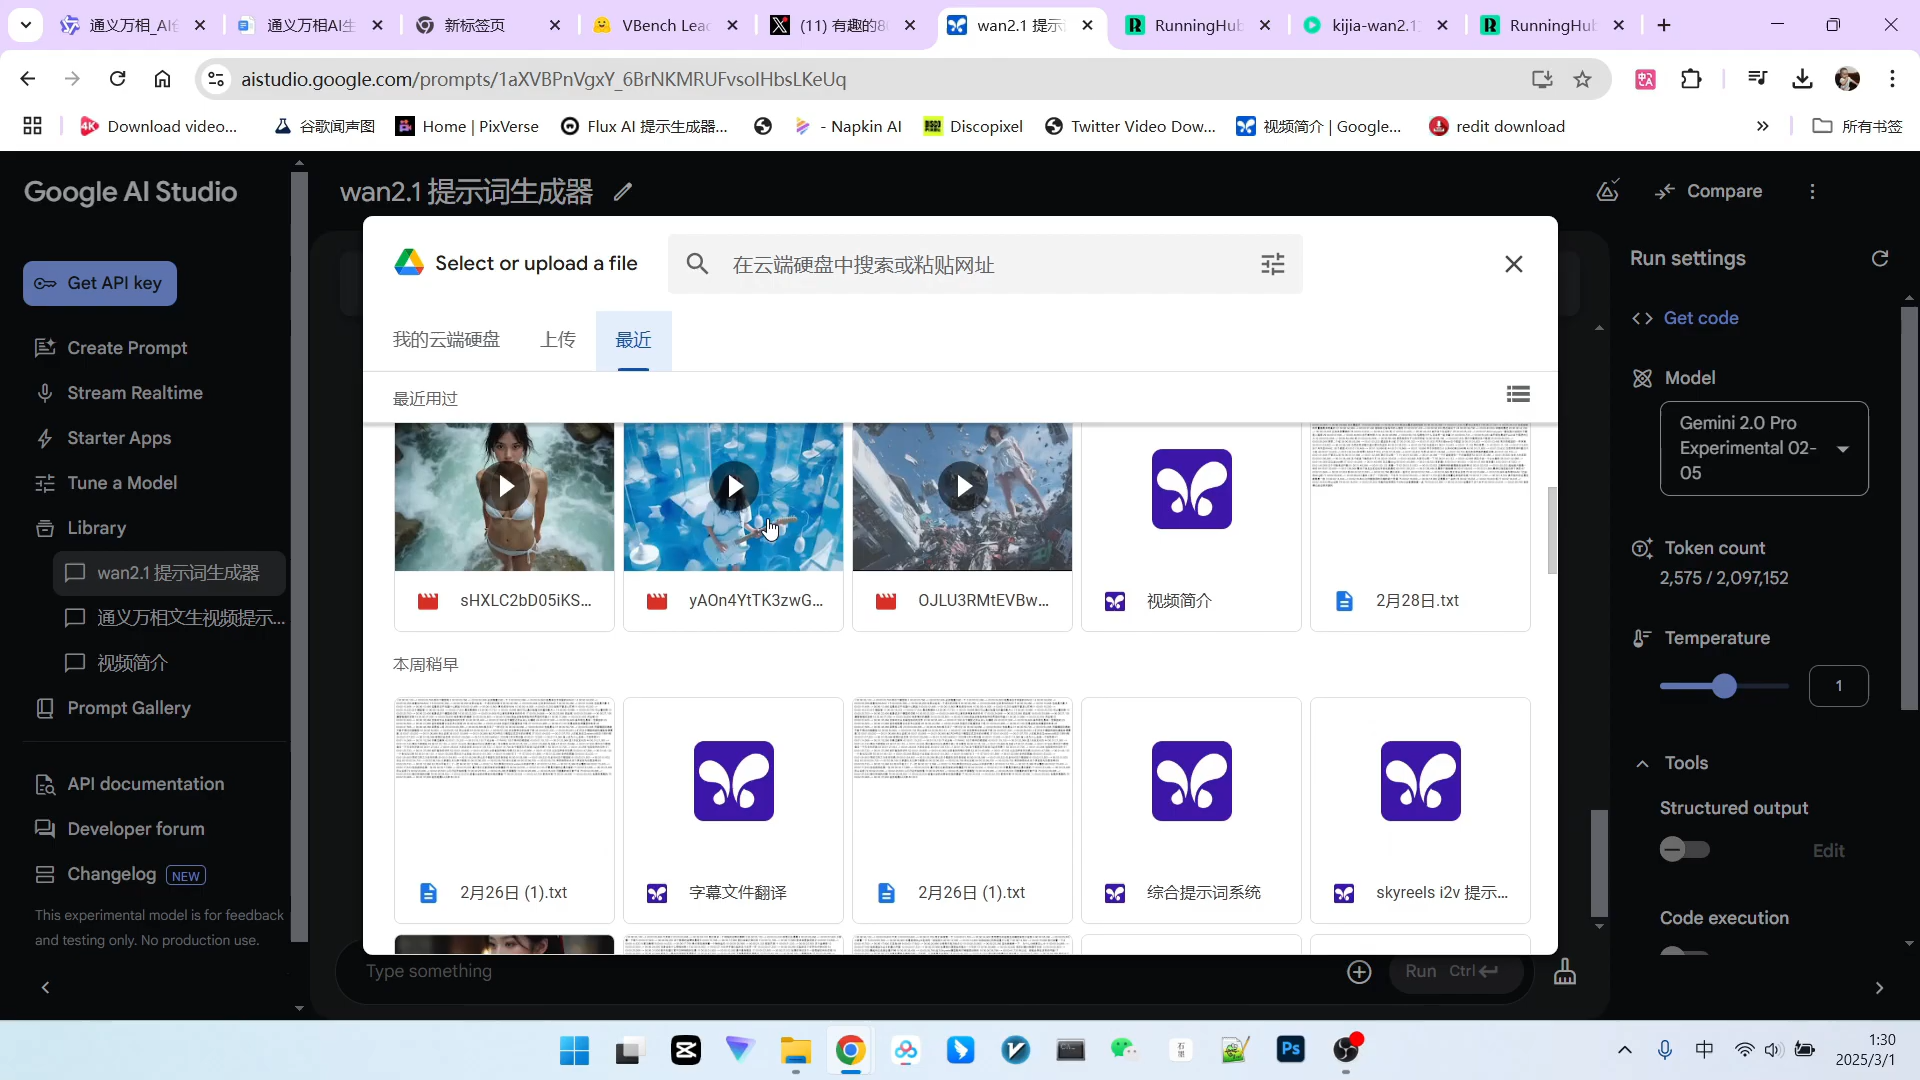 通义万相_AI创
通义万相AI生
新标签页
VBench Lead
(11) 有趣的80
wan2.1 提示词
RunningHub
kijia-wan2.1
RunningHub
aistudio.google.com/prompts/1aXVBPnVgxY_6BrNKMRUFvsoIHbsLKeUq
Download video...
谷歌闻声图
Home | PixVerse
Flux AI 提示生成器...
- Napkin AI
Discopixel
Twitter Video Dow...
视频简介 | Google...
redit download
所有书签
Google AI Studio
wan2.1 提示词生成器
Compare
Get API key
Create Prompt
Stream Realtime
Starter Apps
Tune a Model
Library
wan2.1 提示词生成器
通义万相文生视频提示...
视频简介
Prompt Gallery
API documentation
Developer forum
Changelog NEW
This experimental model is for feedback
and testing only. No production use.
Select or upload a file
在云端硬盘中搜索或粘贴网址
我的云端硬盘
上传
最近
最近用过
sHXLC2bD05iKS...
yAOn4YtTK3zwG...
OJLU3RMtEVBw...
视频简介
2月28日.txt
本周稍早
2月26日 (1).txt
字幕文件翻译
2月26日 (1).txt
综合提示词系统
skyreels i2v 提示...
Type something
Run Ctrl
Run settings
Get code
Model
Gemini 2.0 Pro
Experimental 02-
05
Token count
2,575 / 2,097,152
Temperature
1
Tools
Structured output
Edit
Code execution
中
1:30
2025/3/1